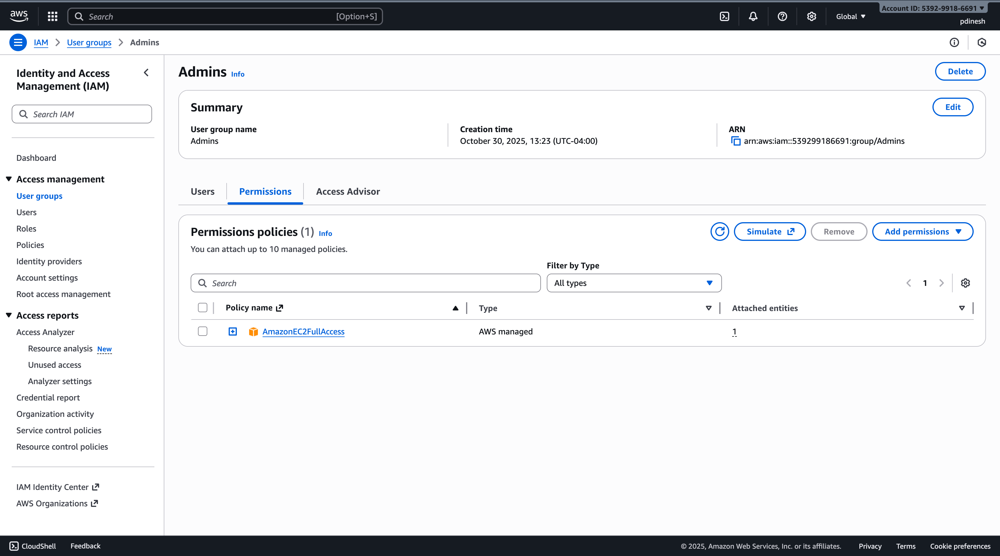 aws
Search [Option+S]
Global
Account ID: 5392-9918-6691
pdinesh
IAM
User groups
Admins
Identity and Access
Management (IAM)
Search IAM
Dashboard
Access management
User groups
Users
Roles
Policies
Identity providers
Account settings
Root access management
Access reports
Access Analyzer
Resource analysis New
Unused access
Analyzer settings
Credential report
Organization activity
Service control policies
Resource control policies
IAM Identity Center
AWS Organizations
Admins Info
Delete
Summary
Edit
User group name
Admins
Creation time
October 30, 2025, 13:23 (UTC-04:00)
ARN
arn:aws:iam::539299186691:group/Admins
Users
Permissions
Access Advisor
Permissions policies (1) Info
You can attach up to 10 managed policies.
Simulate
Remove
Add permissions
Filter by Type
Search
All types
1
Policy name
Type
Attached entities
AmazonEC2FullAccess
AWS managed
1
CloudShell
Feedback
© 2025, Amazon Web Services, Inc. or its affiliates.
Privacy
Terms
Cookie preferences